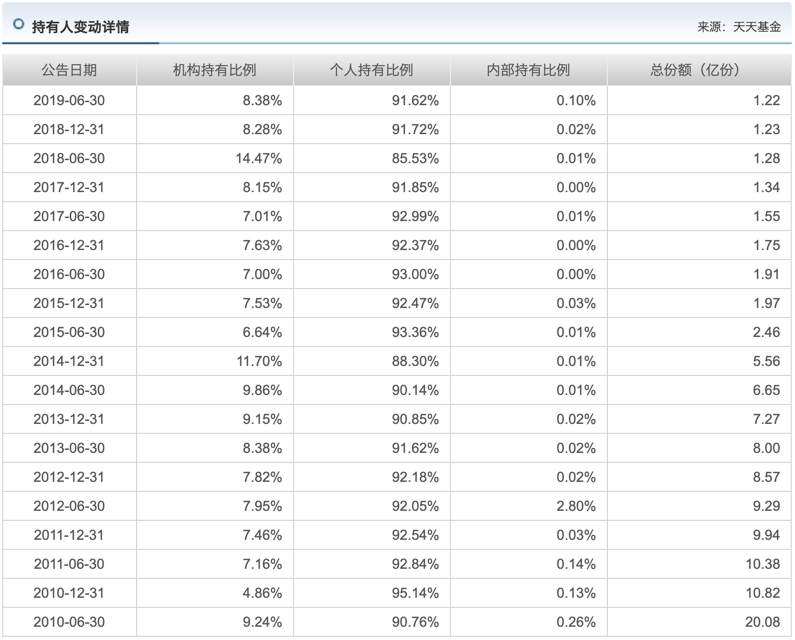 持有人变动详情 来源：天天基金
公告日期 机构持有比例 个人持有比例 内部持有比例 总份额（亿份）
2019-06-30 8.38% 91.62% 0.10% 1.22
2018-12-31 8.28% 91.72% 0.02% 1.23
2018-06-30 14.47% 85.53% 0.01% 1.28
2017-12-31 8.15% 91.85% 0.00% 1.34
2017-06-30 7.01% 92.99% 0.01% 1.55
2016-12-31 7.63% 92.37% 0.00% 1.75
2016-06-30 7.00% 93.00% 0.00% 1.91
2015-12-31 7.53% 92.47% 0.03% 1.97
2015-06-30 6.64% 93.36% 0.01% 2.46
2014-12-31 11.70% 88.30% 0.01% 5.56
2014-06-30 9.86% 90.14% 0.01% 6.65
2013-12-31 9.15% 90.85% 0.02% 7.27
2013-06-30 8.38% 91.62% 0.02% 8.00
2012-12-31 7.82% 92.18% 0.02% 8.57
2012-06-30 7.95% 92.05% 2.80% 9.29
2011-12-31 7.46% 92.54% 0.03% 9.94
2011-06-30 7.16% 92.84% 0.14% 10.38
2010-12-31 4.86% 95.14% 0.13% 10.82
2010-06-30 9.24% 90.76% 0.26% 20.08